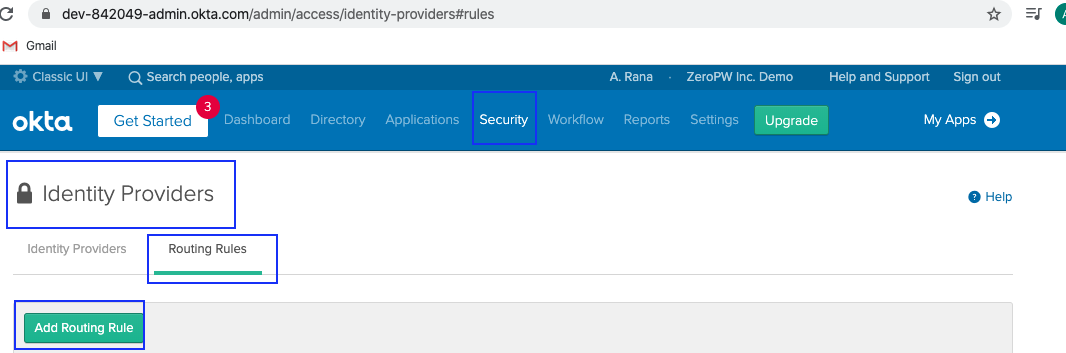 dev-842049-admin.okta.com/admin/access/identity-providers#rules
Gmail
Classic UI ▼ Search people, apps A. Rana · ZeroPW Inc. Demo Help and Support Sign out
okta Get Started 3 Dashboard Directory Applications Security Workflow Reports Settings Upgrade My Apps
Identity Providers
? Help
Identity Providers Routing Rules
Add Routing Rule